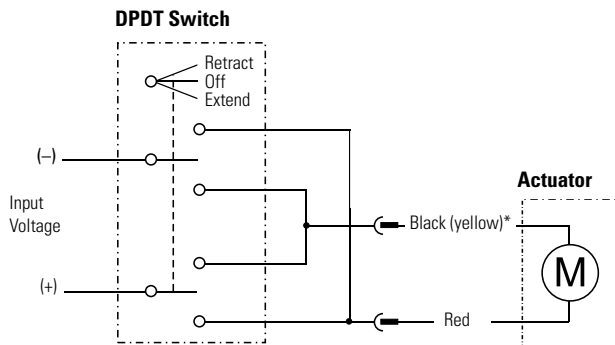 DPDT Switch
Retract
Off
Extend
(–)
Input
Voltage
(+)
Actuator
Black (yellow)*
M
Red